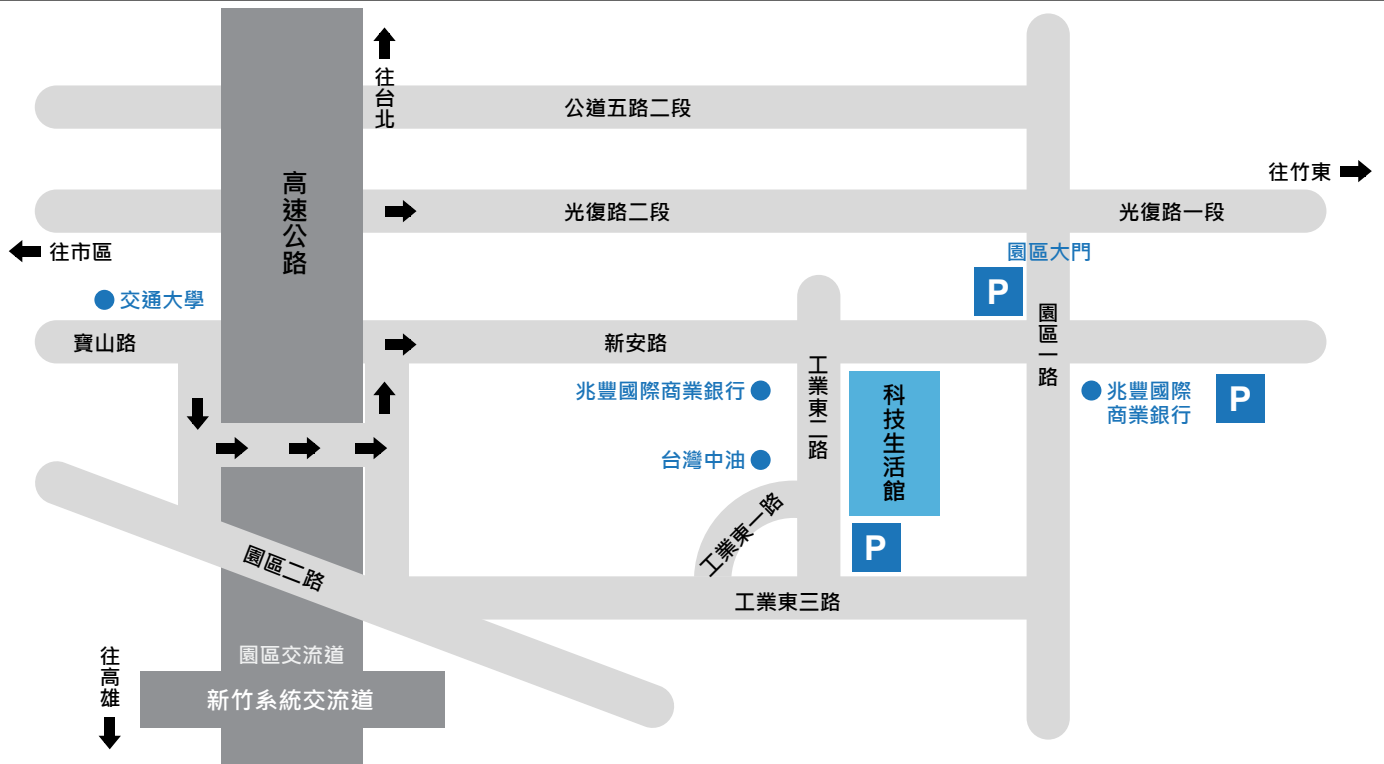 往台北
公道五路二段
往竹東
高速公路
光復路二段
光復路一段
往市區
園區大門
P
交通大學
園區一路
寶山路
新安路
工業東二路
兆豐國際商業銀行
科技生活館
兆豐國際
商業銀行
P
台灣中油
工業東一路
P
園區二路
工業東三路
園區交流道
往高雄
新竹系統交流道